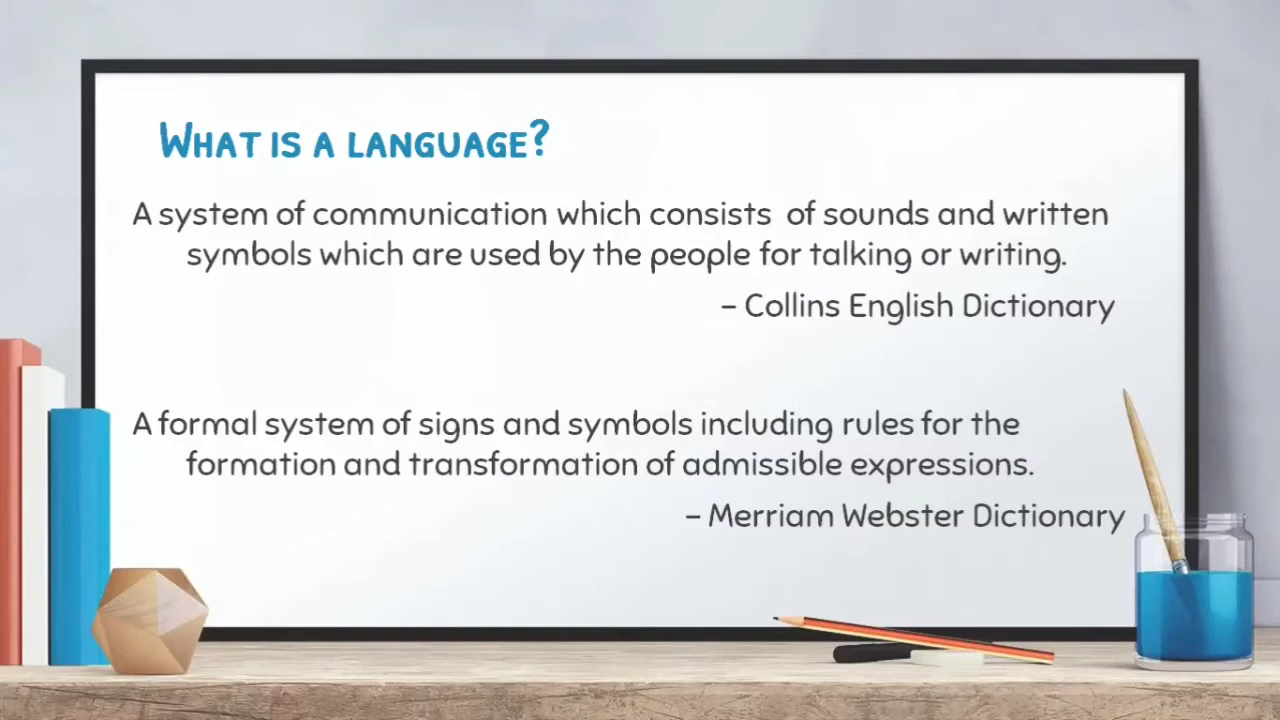 WHAT IS A LANGUAGE?
A system of communication which consists of sounds and written
symbols which are used by the people for talking or writing.
– Collins English Dictionary
A formal system of signs and symbols including rules for the
formation and transformation of admissible expressions.
– Merriam Webster Dictionary